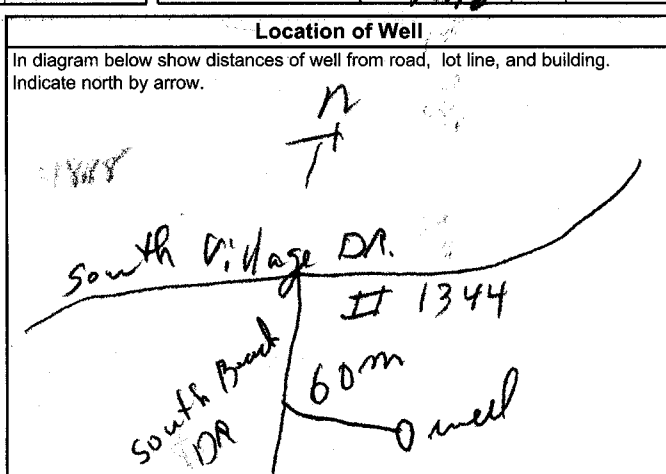 Location of Well
In diagram below show distances of well from road, lot line, and building.
Indicate north by arrow.
N
South Village DR.
# 1344
South Beach
DR
60m
well